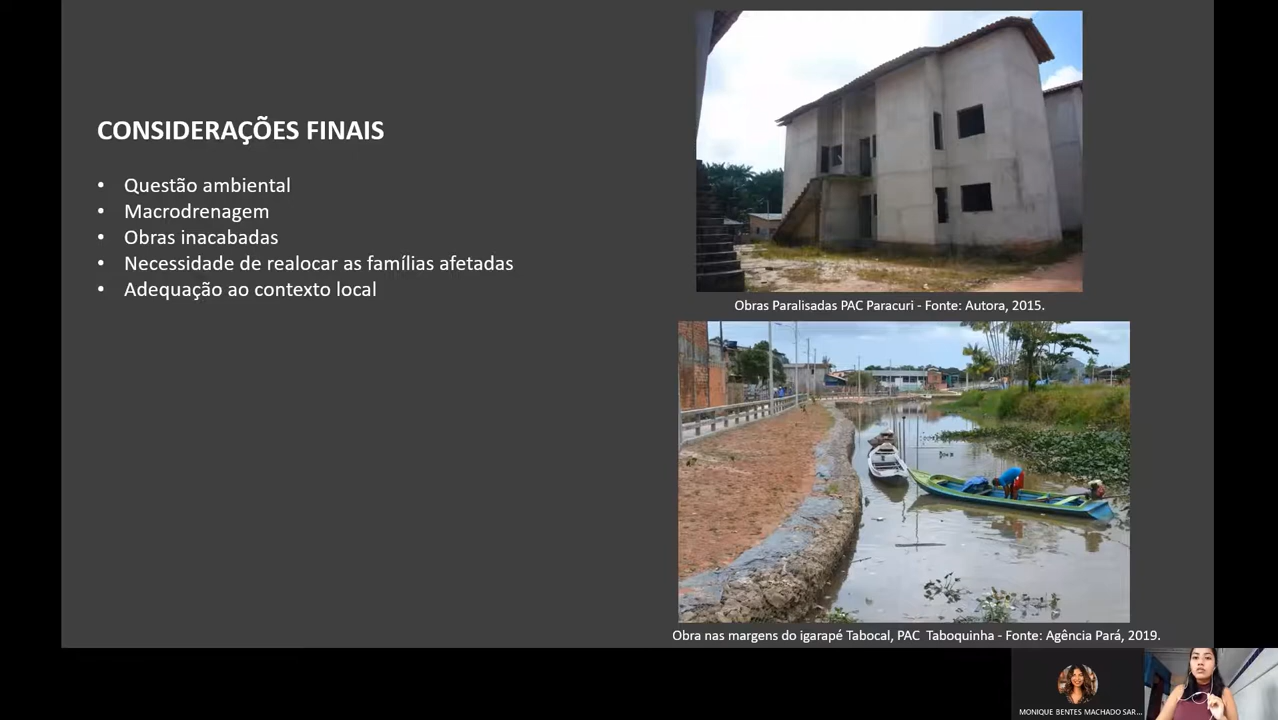 CONSIDERAÇÕES FINAIS
• Questão ambiental
• Macrodrenagem
• Obras inacabadas
• Necessidade de realocar as famílias afetadas
• Adequação ao contexto local
Obras Paralisadas PAC Paracuri - Fonte: Autora, 2015.
Obra nas margens do igarapé Tabocal, PAC Taboquinha - Fonte: Agência Pará, 2019.
MONIQUE BENTES MACHADO SAR...